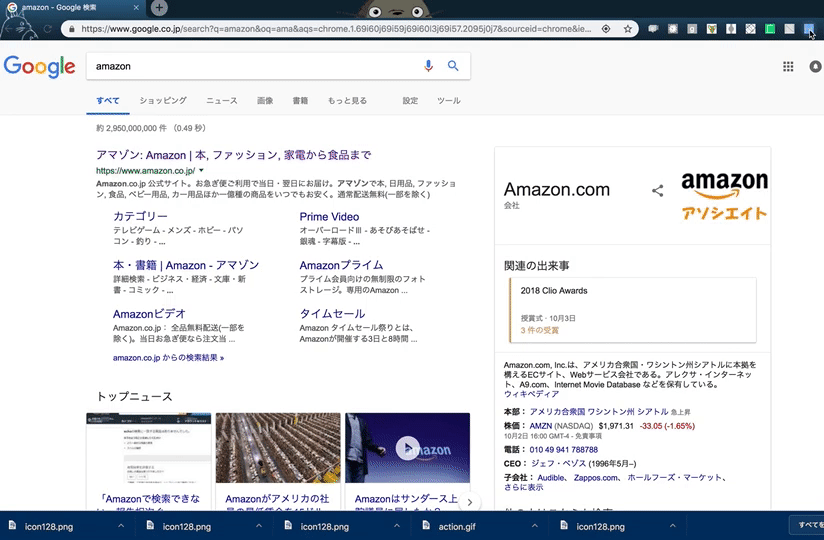 amazon - Google 検索
https://www.google.co.jp/search?q=amazon&oq=ama&aqs=chrome.1.69i60j69i59j69i60l3j69i57.2095j0j7&sourceid=chrome&ie...
Google
amazon
すべて ショッピング ニュース 画像 書籍 もっと見る 設定 ツール
約 2,950,000,000 件 (0.49 秒)
アマゾン: Amazon | 本, ファッション, 家電から食品まで
https://www.amazon.co.jp/
Amazon.co.jp 公式サイト。お急ぎ便ご利用で当日・翌日にお届け。アマゾンで本, 日用品, ファッショ
ン, 食品, ベビー用品, カー用品ほか一億種の商品をいつでもお安く。通常配送無料(一部を除く)
カテゴリー
テレビゲーム - メンズ - ホビー - パソ
コン - 釣り - ...
Prime Video
オーバーロードⅢ - あそびあそばせ -
銀魂 - 字幕版 - ...
本・書籍 | Amazon - アマゾン
詳細検索 - ビジネス・経済 - 文庫・新
書 - コミック - ...
Amazonプライム
プライム会員向けの無制限のフォト
ストレージ。専用のAmazon ...
Amazonビデオ
Amazon.co.jp： 全品無料配送(一部を
除く)。当日お急ぎ便なら注文当 ...
タイムセール
Amazon タイムセール祭りとは、
Amazonが開催する3日と8時間 ...
amazon.co.jp からの検索結果 »
トップニュース
Amazon
「Amazonで検索できな
Amazonがアメリカの社
Amazonはサンダース上
Amazon.com
会社
amazon
アソシエイト
関連の出来事
2018 Clio Awards
授賞式 · 10月3日
3 件の受賞
Amazon.com, Inc.は、アメリカ合衆国・ワシントン州シアトルに本拠を
構えるECサイト、Webサービス会社である。アレクサ・インターネッ
ト、A9.com、Internet Movie Database などを保有している。
ウィキペディア
本部： アメリカ合衆国 ワシントン州 シアトル 急上昇
株価： AMZN (NASDAQ) $1,971.31 -33.05 (-1.65%)
10月2日 16:00 GMT-4 - 免責事項
電話： 010 49 941 788788
CEO： ジェフ・ベゾス (1996年5月–)
子会社： Audible、 Zappos.com、 ホールフーズ・マーケット、
さらに表示
icon128.png
icon128.png
icon128.png
action.gif
icon128.png
すべてを